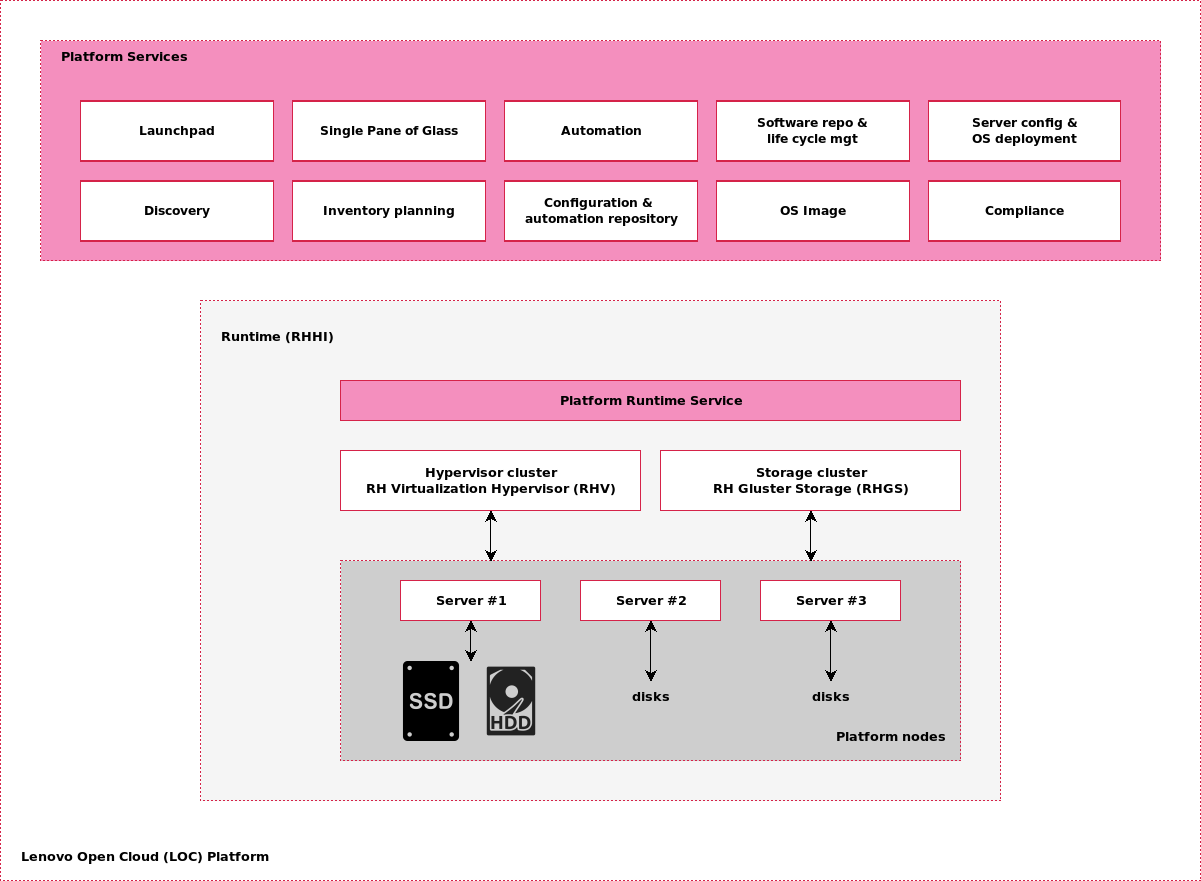 Platform Services
Launchpad
Single Pane of Glass
Automation
Software repo &
life cycle mgt
Server config &
OS deployment
Discovery
Inventory planning
Configuration &
automation repository
OS Image
Compliance
Runtime (RHHI)
Platform Runtime Service
Hypervisor cluster
RH Virtualization Hypervisor (RHV)
Storage cluster
RH Gluster Storage (RHGS)
Server #1
Server #2
Server #3
SSD
HDD
disks
disks
Platform nodes
Lenovo Open Cloud (LOC) Platform